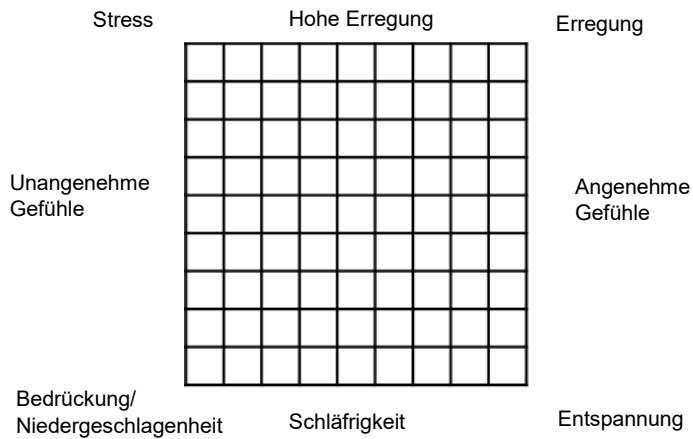 Stress
Hohe Erregung
Erregung
Unangenehme
Gefühle
Angenehme
Gefühle
Bedrückung/
Niedergeschlagenheit
Schläfrigkeit
Entspannung